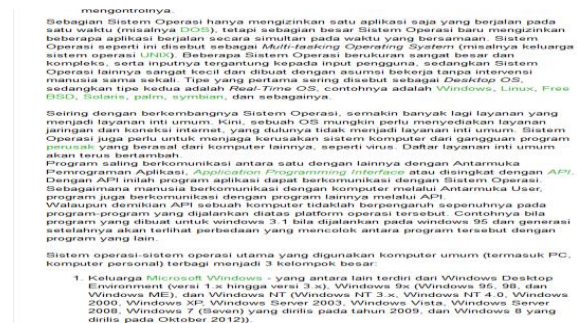 mengontrolnya.
Sebagian Sistem Operasi hanya mengizinkan satu aplikasi saja yang berjalan pada
satu waktu (misalnya DOS), tetapi sebagian besar Sistem Operasi baru mengizinkan
beberapa aplikasi berjalan secara simultan pada waktu yang bersamaan. Sistem
Operasi seperti ini disebut sebagai Multi-tasking Operating System (misalnya keluarga
sistem operasi UNIX). Beberapa Sistem Operasi berukuran sangat besar dan
kompleks, serta inputnya tergantung kepada input pengguna, sedangkan Sistem
Operasi lainnya sangat kecil dan dibuat dengan asumsi bekerja tanpa intervensi
manusia sama sekali. Tipe yang pertama sering disebut sebagai Desktop OS,
sedangkan tipe kedua adalah Real-Time OS, contohnya adalah Windows, Linux, Free
BSD, Solaris, palm, symbian, dan sebagainya.
Seiring dengan berkembangnya Sistem Operasi, semakin banyak lagi layanan yang
menjadi layanan inti umum. Kini, sebuah OS mungkin perlu menyediakan layanan
jaringan dan koneksi internet, yang dulunya tidak menjadi layanan inti umum. Sistem
Operasi juga perlu untuk menjaga kerusakan sistem komputer dari gangguan program
perusak yang berasal dari komputer lainnya, seperti virus. Daftar layanan inti umum
akan terus bertambah.
Program saling berkomunikasi antara satu dengan lainnya dengan Antarmuka
Pemrograman Aplikasi, Application Programming Interface atau disingkat dengan API.
Dengan API inilah program aplikasi dapat berkomunikasi dengan Sistem Operasi.
Sebagaimana manusia berkomunikasi dengan komputer melalui Antarmuka User,
program juga berkomunikasi dengan program lainnya melalui API.
Walaupun demikian API sebuah komputer tidaklah berpengaruh sepenuhnya pada
program-program yang dijalankan diatas platform operasi tersebut. Contohnya bila
program yang dibuat untuk windows 3.1 bila dijalankan pada windows 95 dan generasi
setelahnya akan terlihat perbedaan yang mencolok antara program tersebut dengan
program yang lain.
Sistem operasi-sistem operasi utama yang digunakan komputer umum (termasuk PC,
komputer personal) terbagi menjadi 3 kelompok besar:
1. Keluarga Microsoft Windows - yang antara lain terdiri dari Windows Desktop
Environment (versi 1.x hingga versi 3.x), Windows 9x (Windows 95, 98, dan
Windows ME), dan Windows NT (Windows NT 3.x, Windows NT 4.0, Windows
2000, Windows XP, Windows Server 2003, Windows Vista, Windows Server
2008, Windows 7 (Seven) yang dirilis pada tahun 2009, dan Windows 8 yang
dirilis pada Oktober 2012)).